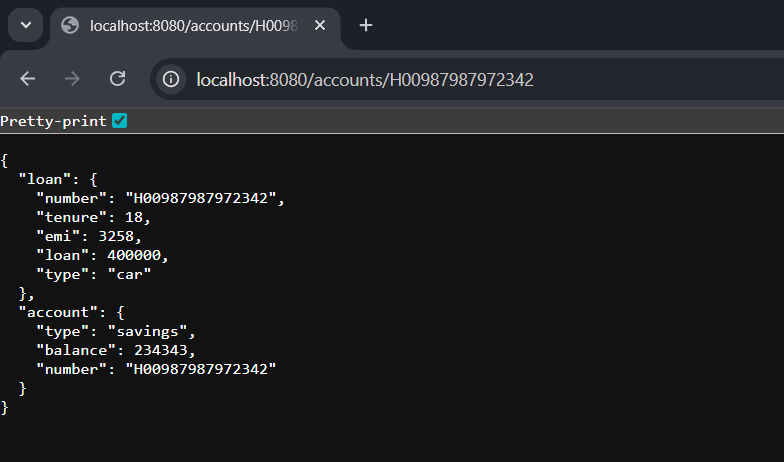 localhost:8080/accounts/H0098
localhost:8080/accounts/H00987987972342
Pretty-print
{
  "loan": {
    "number": "H00987987972342",
    "tenure": 18,
    "emi": 3258,
    "loan": 400000,
    "type": "car"
  },
  "account": {
    "type": "savings",
    "balance": 234343,
    "number": "H00987987972342"
  }
}